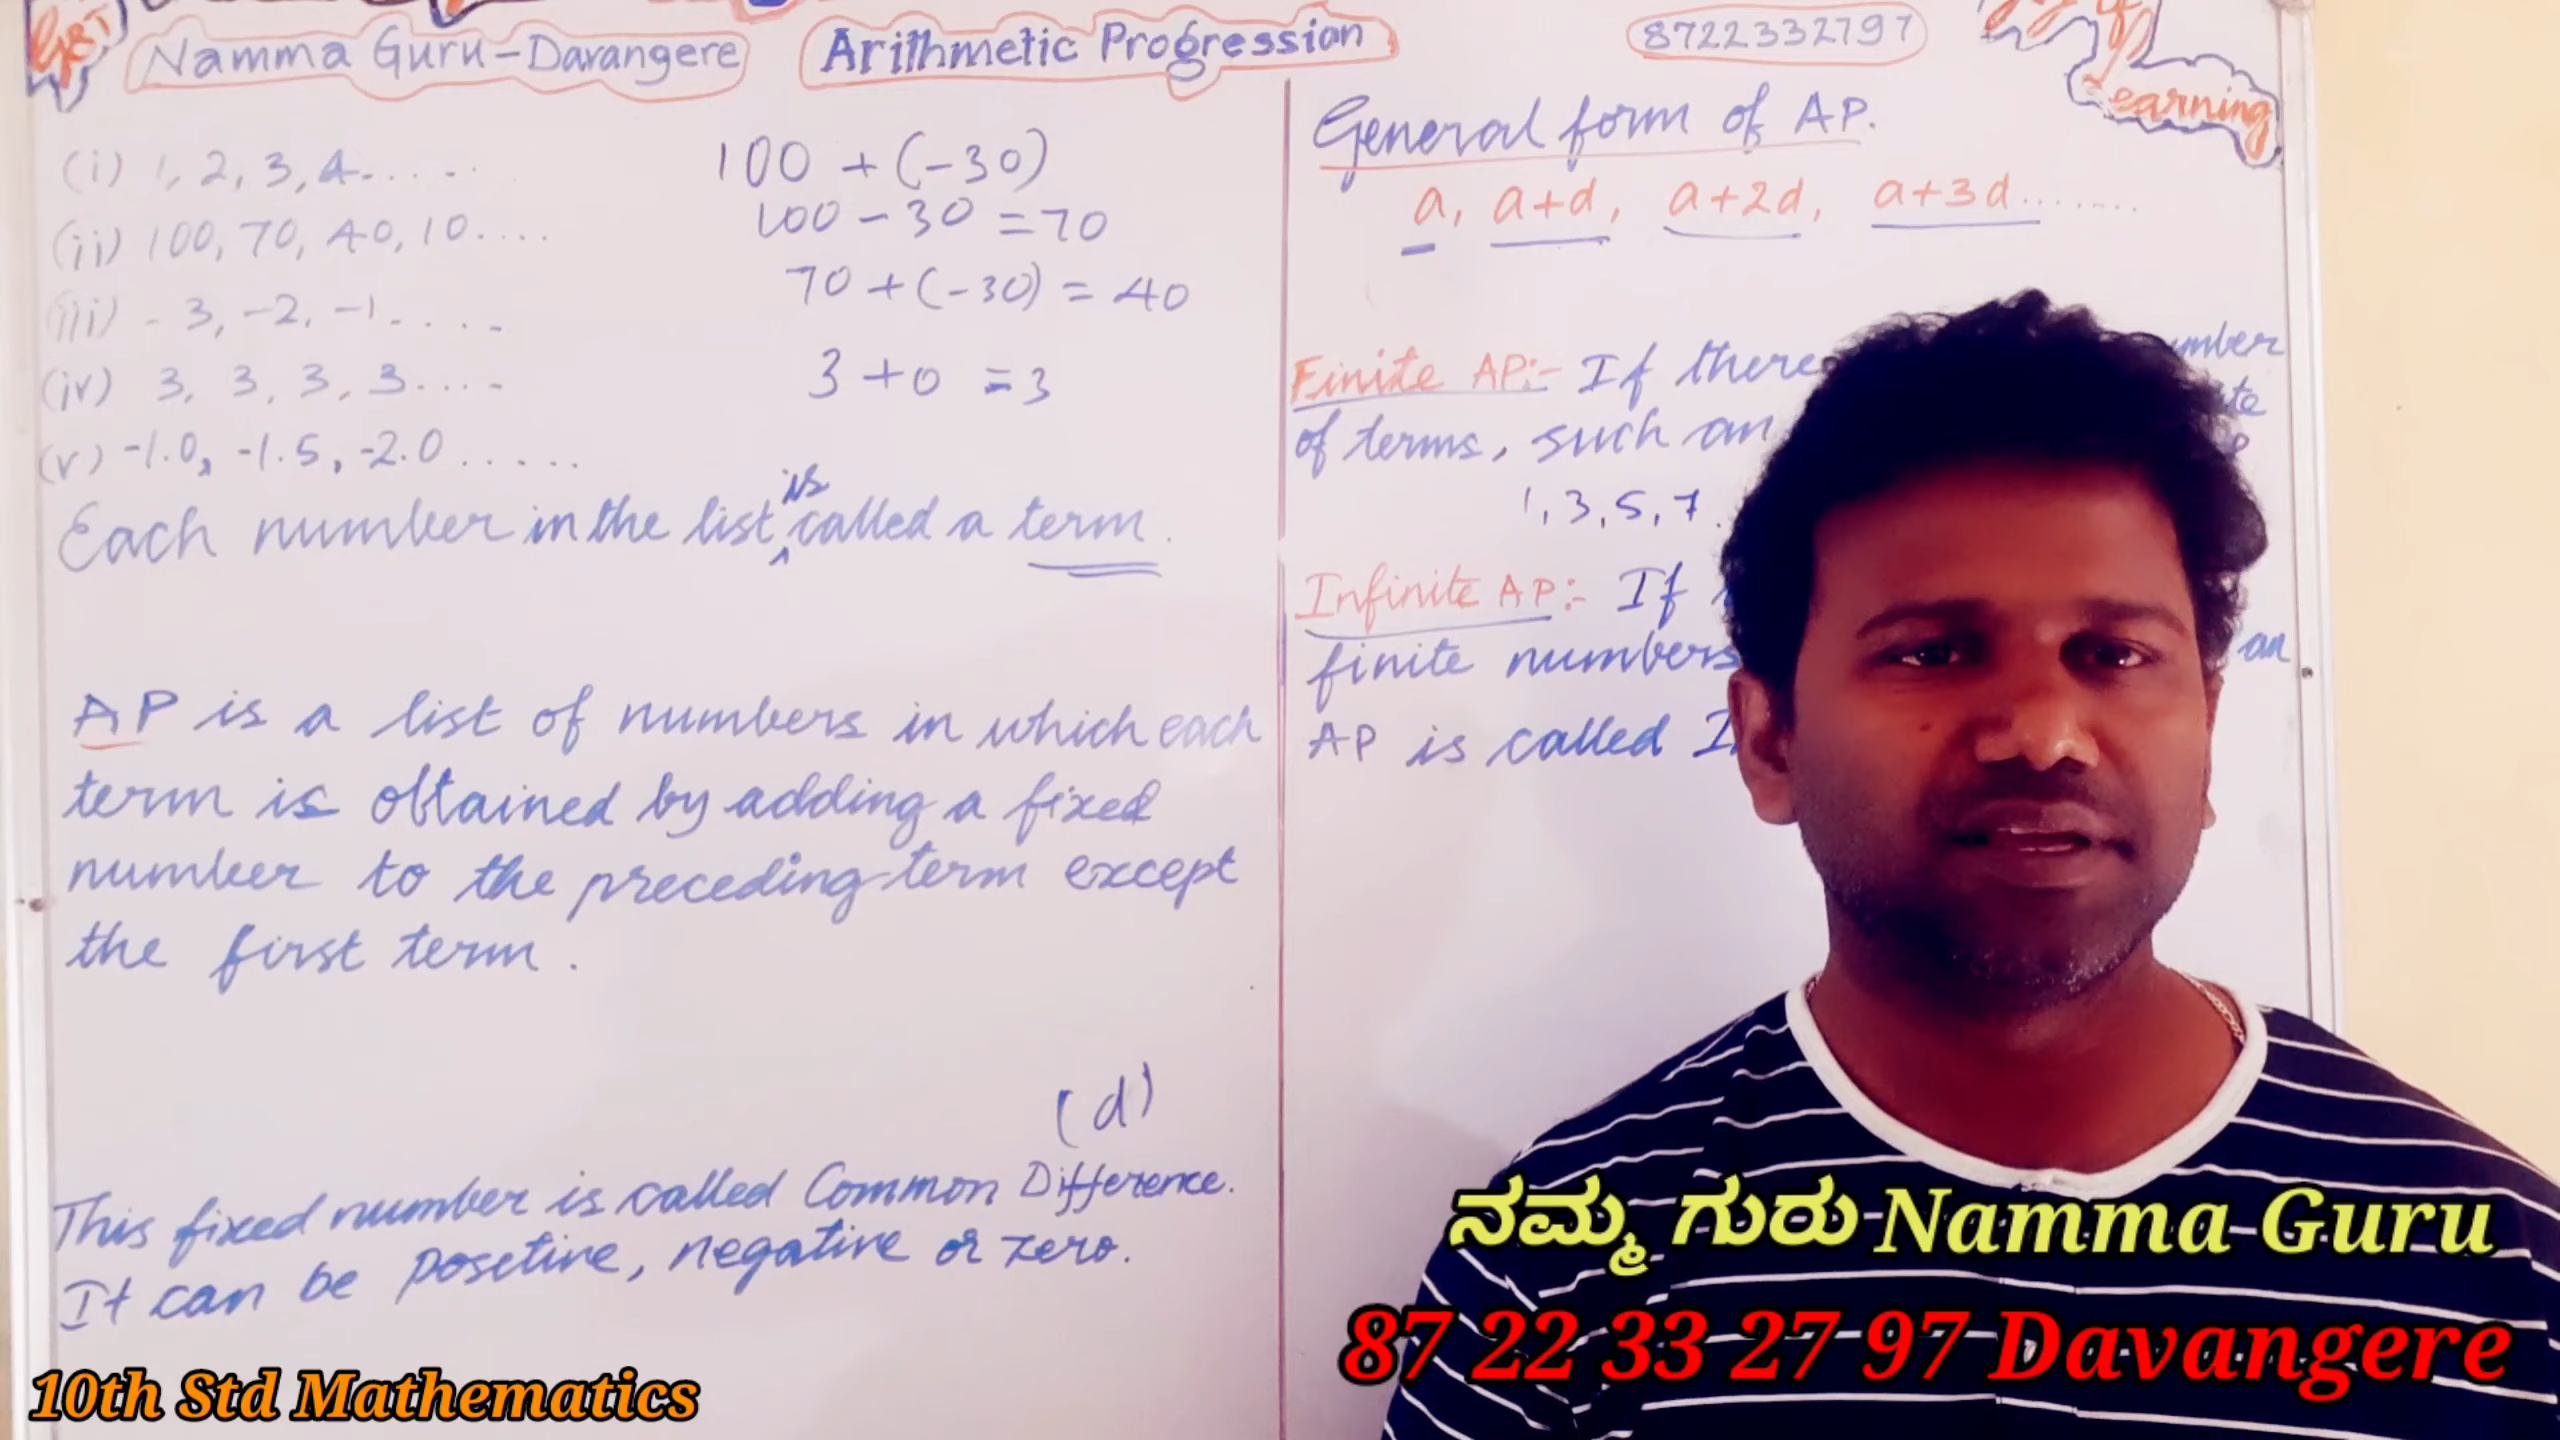 Namma Guru-Davangere
Arithmetic Progression
8722332797
earning
(i) 1, 2, 3, 4.......
(ii) 100, 70, 40, 10....
(iii) -3, -2, -1....
(iv) 3, 3, 3, 3....
(v) -1.0, -1.5, -2.0.....
Each number in the list is called a term.
100 + (-30)
100 - 30 = 70
70 + (-30) = 40
3 + 0 = 3
AP is a list of numbers in which each
term is obtained by adding a fixed
number to the preceding term except
the first term.
(d)
This fixed number is called Common Difference.
It can be posetive, negative or zero.
General form of AP.
a, a+d, a+2d, a+3d.......
Finite AP:- If there
of terms, such an
1, 3, 5, 7.
Infinite AP:- If
finite numbers an
AP is called
ನಮ್ಮ ಗುರು Namma Guru
87 22 33 27 97 Davangere
10th Std Mathematics